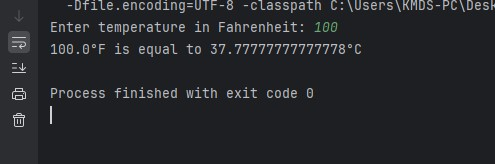 -Dfile.encoding=UTF-8 -classpath C:\Users\KMDS-PC\Desk
Enter temperature in Fahrenheit: 100
100.0°F is equal to 37.77777777777778°C
Process finished with exit code 0